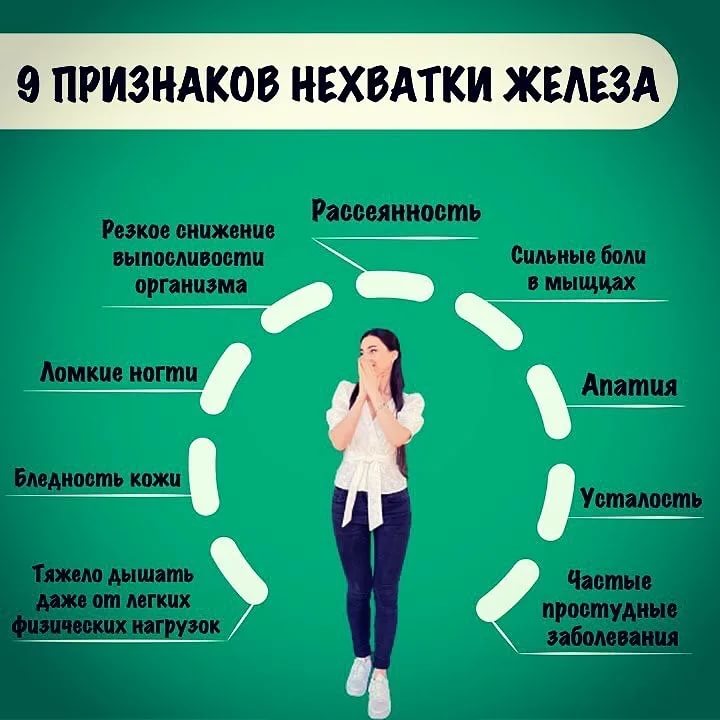 9 ПРИЗНАКОВ НЕХВАТКИ ЖЕЛЕЗА
Рассеянность
Резкое снижение
выпосливости
организма
Сильные боли
в мыщцах
Ломкие ногти
Апатия
Бледность кожи
Усталость
Тяжело дышать
даже от легких
физических нагрузок
Частые
простудные
заболевания